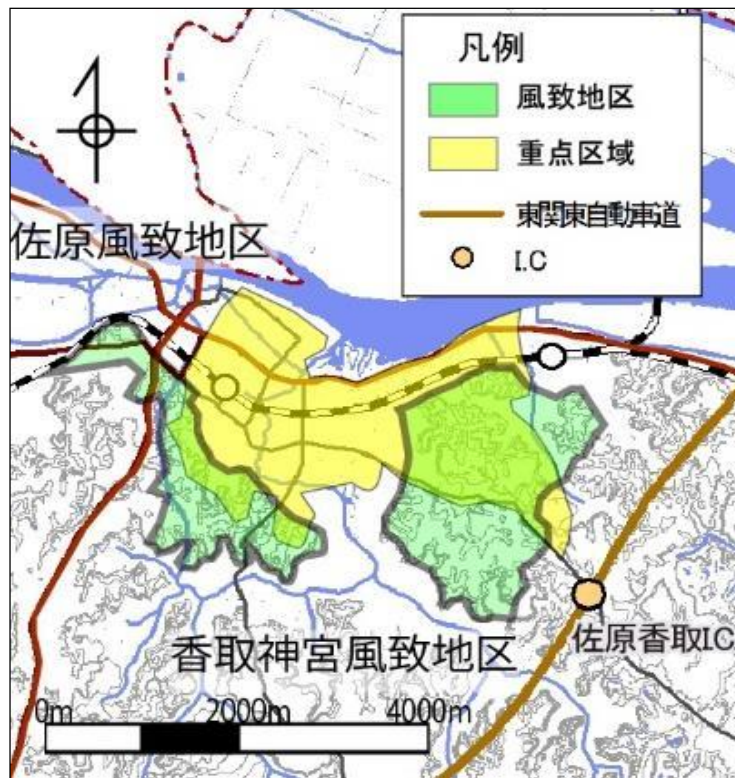 凡例
風致地区
重点区域
東関東自動車道
I.C
佐原風致地区
佐原香取IC
香取神宮風致地区
0m 2000m 4000m